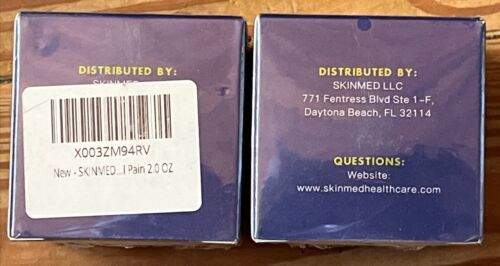 DISTRIBUTED BY:
SKINMED
X003ZM94RV
New - SKINMED...l Pain 2.0 OZ
DISTRIBUTED BY:
SKINMED LLC
771 Fentress Blvd Ste 1-F,
Daytona Beach, FL 32114
QUESTIONS:
Website:
www.skinmedhealthcare.com